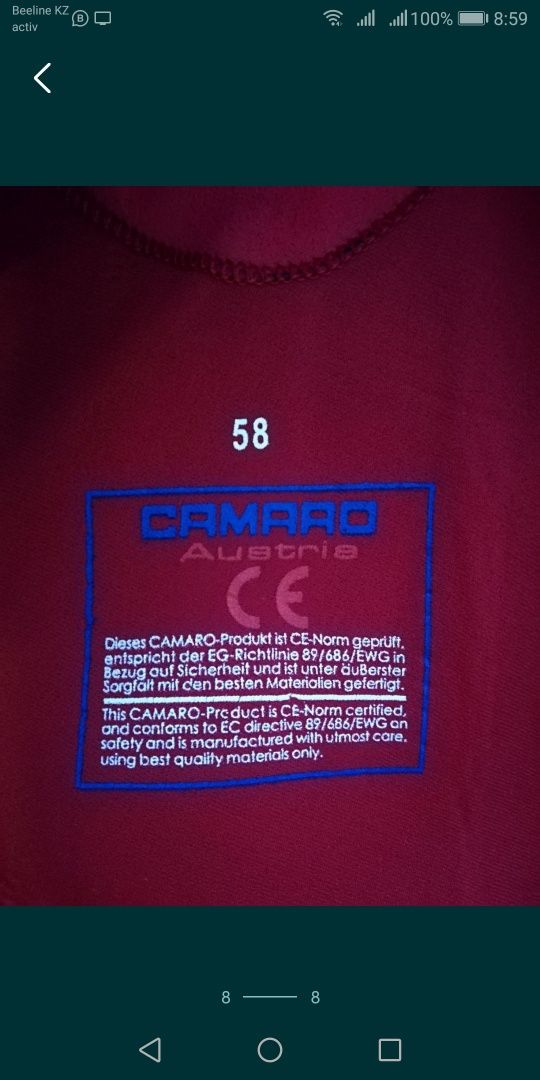 Beeline KZ
activ
B
100% 8:59
58
CAMARO
Austria
CE
Dieses CAMARO-Produkt ist CE-Norm geprüft,
entspricht der EG-Richtlinie 89/686/EWG in
Bezug auf Sicherheit und ist unter äußerster
Sorgfalt mit den besten Materialien gefertigt.
This CAMARO-Product is CE-Norm certified,
and conforms to EC directive 89/686/EWG on
safety and is manufactured with utmost care,
using best quality materials only.
8 8